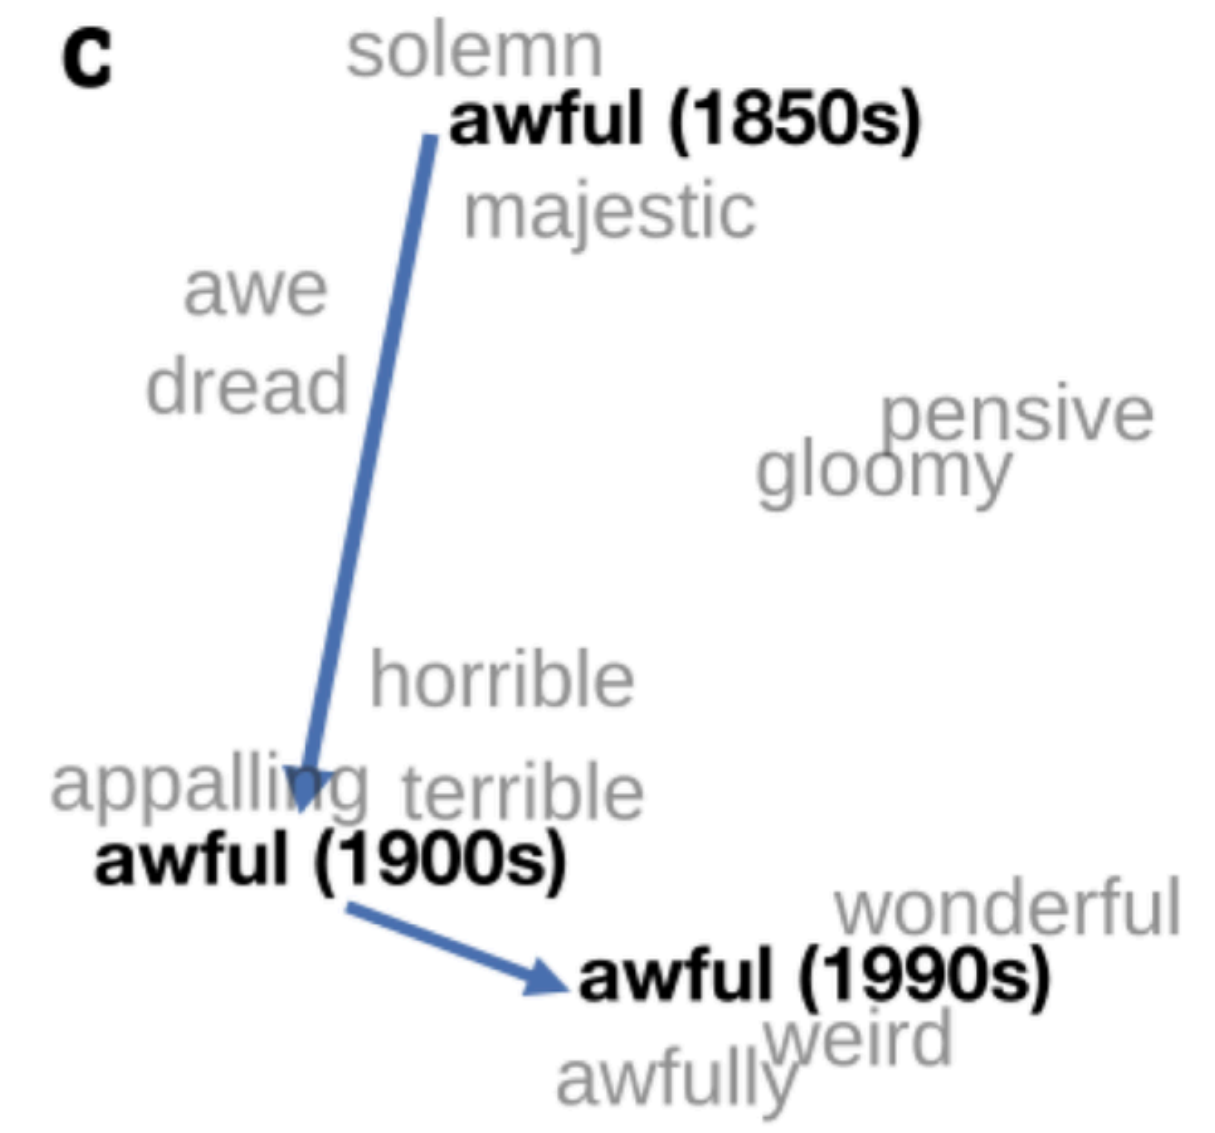 c
solemn
awful (1850s)
majestic
awe
dread
pensive
gloomy
horrible
appalling terrible
awful (1900s)
wonderful
awful (1990s)
weird
awfully